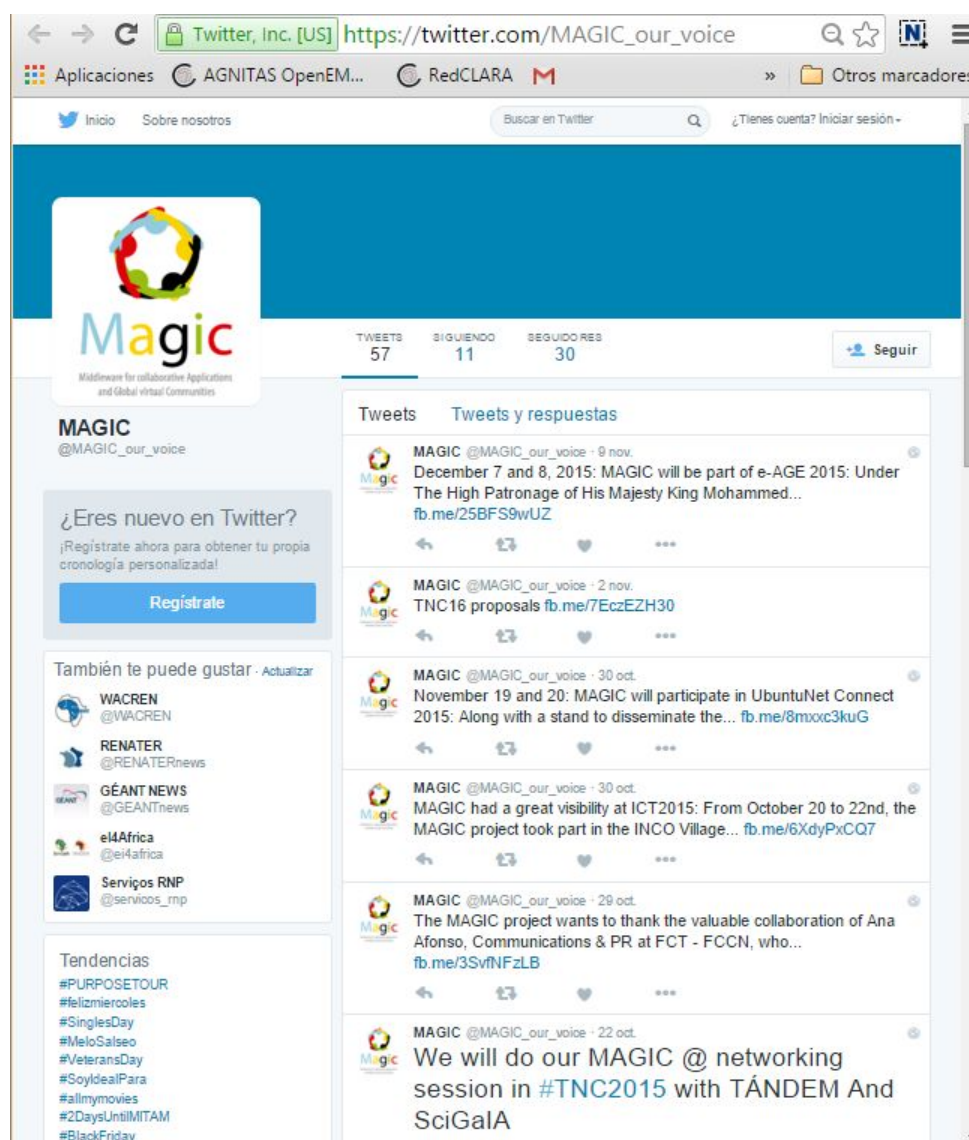 Twitter, Inc. [US] https://twitter.com/MAGIC_our_voice
Aplicaciones AGNITAS OpenEM... RedCLARA » Otros marcadores
Inicio Sobre nosotros Buscar en Twitter ¿Tienes cuenta? Iniciar sesión
Magic
Middleware for collaborative Applications
and Global virtual Communities
TWEETS SIGUIENDO SEGUIDORES
57 11 30
Seguir
MAGIC
@MAGIC_our_voice
¿Eres nuevo en Twitter?
¡Regístrate ahora para obtener tu propia
cronología personalizada!
Regístrate
También te puede gustar · Actualizar
WACREN
@WACREN
RENATER
@RENATERnews
GÉANT NEWS
@GEANTnews
eI4Africa
@ei4africa
Serviços RNP
@servicos_rnp
Tendencias
#PURPOSETOUR
#felizmiercoles
#SinglesDay
#MeloSalseo
#VeteransDay
#SoyIdealPara
#allmymovies
#2DaysUntilMITAM
#BlackFriday
Tweets Tweets y respuestas
MAGIC @MAGIC_our_voice · 9 nov.
December 7 and 8, 2015: MAGIC will be part of e-AGE 2015: Under
The High Patronage of His Majesty King Mohammed...
fb.me/25BFS9wUZ
MAGIC @MAGIC_our_voice · 2 nov.
TNC16 proposals fb.me/7EczEZH30
MAGIC @MAGIC_our_voice · 30 oct.
November 19 and 20: MAGIC will participate in UbuntuNet Connect
2015: Along with a stand to disseminate the... fb.me/8mxxc3kuG
MAGIC @MAGIC_our_voice · 30 oct.
MAGIC had a great visibility at ICT2015: From October 20 to 22nd, the
MAGIC project took part in the INCO Village... fb.me/6XdyPxCQ7
MAGIC @MAGIC_our_voice · 29 oct.
The MAGIC project wants to thank the valuable collaboration of Ana
Afonso, Communications & PR at FCT - FCCN, who...
fb.me/3SvfNFzLB
MAGIC @MAGIC_our_voice · 22 oct.
We will do our MAGIC @ networking
session in #TNC2015 with TÁNDEM And
SciGaIA